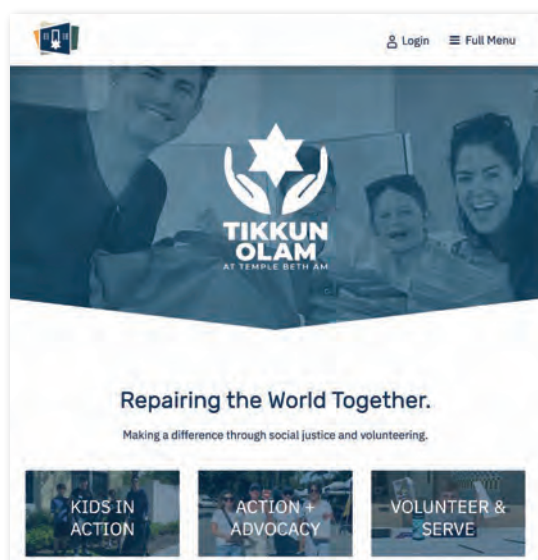 Login
Full Menu
TIKKUN
OLAM
AT TEMPLE BETH AM
Repairing the World Together.
Making a difference through social justice and volunteering.
KIDS IN
ACTION
ACTION +
ADVOCACY
VOLUNTEER &
SERVE